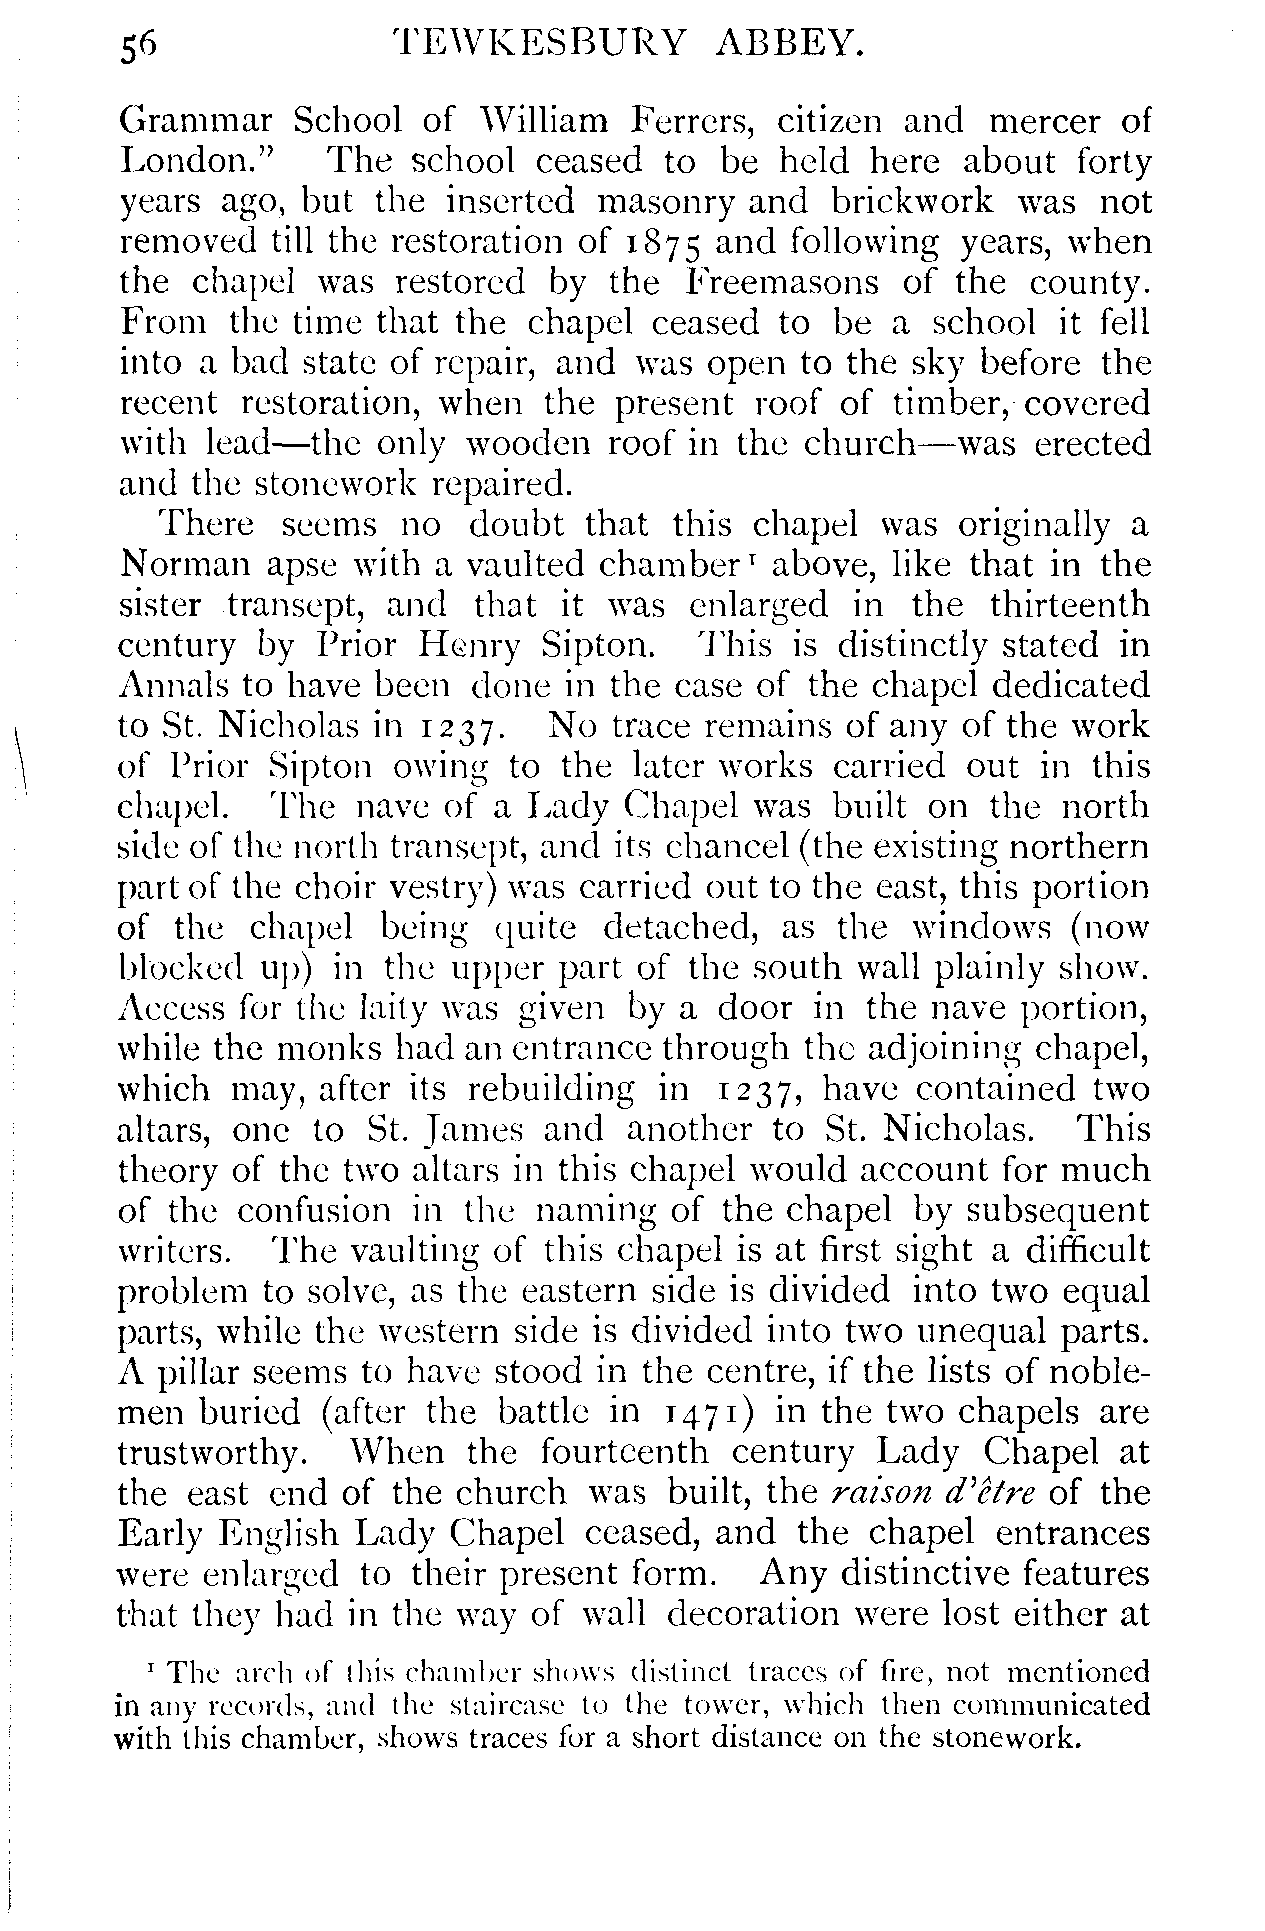 56 TEWKESBURY ABBEY.
Grammar School of William Ferrers, citizen and mercer of
London.” The school ceased to be held here about forty
years ago, but the inserted masonry and brickwork was not
removed till the restoration of 1875 and following years, when
the chapel was restored by the Freemasons of the county.
From the time that the chapel ceased to be a school it fell
into a bad state of repair, and was open to the sky before the
recent restoration, when the present roof of timber, covered
with lead—the only wooden roof in the church—was erected
and the stonework repaired.
There seems no doubt that this chapel was originally a
Norman apse with a vaulted chamber¹ above, like that in the
sister transept, and that it was enlarged in the thirteenth
century by Prior Henry Sipton. This is distinctly stated in
Annals to have been done in the case of the chapel dedicated
to St. Nicholas in 1237. No trace remains of any of the work
of Prior Sipton owing to the later works carried out in this
chapel. The nave of a Lady Chapel was built on the north
side of the north transept, and its chancel (the existing northern
part of the choir vestry) was carried out to the east, this portion
of the chapel being quite detached, as the windows (now
blocked up) in the upper part of the south wall plainly show.
Access for the laity was given by a door in the nave portion,
while the monks had an entrance through the adjoining chapel,
which may, after its rebuilding in 1237, have contained two
altars, one to St. James and another to St. Nicholas. This
theory of the two altars in this chapel would account for much
of the confusion in the naming of the chapel by subsequent
writers. The vaulting of this chapel is at first sight a difficult
problem to solve, as the eastern side is divided into two equal
parts, while the western side is divided into two unequal parts.
A pillar seems to have stood in the centre, if the lists of noble-
men buried (after the battle in 1471) in the two chapels are
trustworthy. When the fourteenth century Lady Chapel at
the east end of the church was built, the raison d’être of the
Early English Lady Chapel ceased, and the chapel entrances
were enlarged to their present form. Any distinctive features
that they had in the way of wall decoration were lost either at
¹ The arch of this chamber shows distinct traces of fire, not mentioned
in any records, and the staircase to the tower, which then communicated
with this chamber, shows traces for a short distance on the stonework.